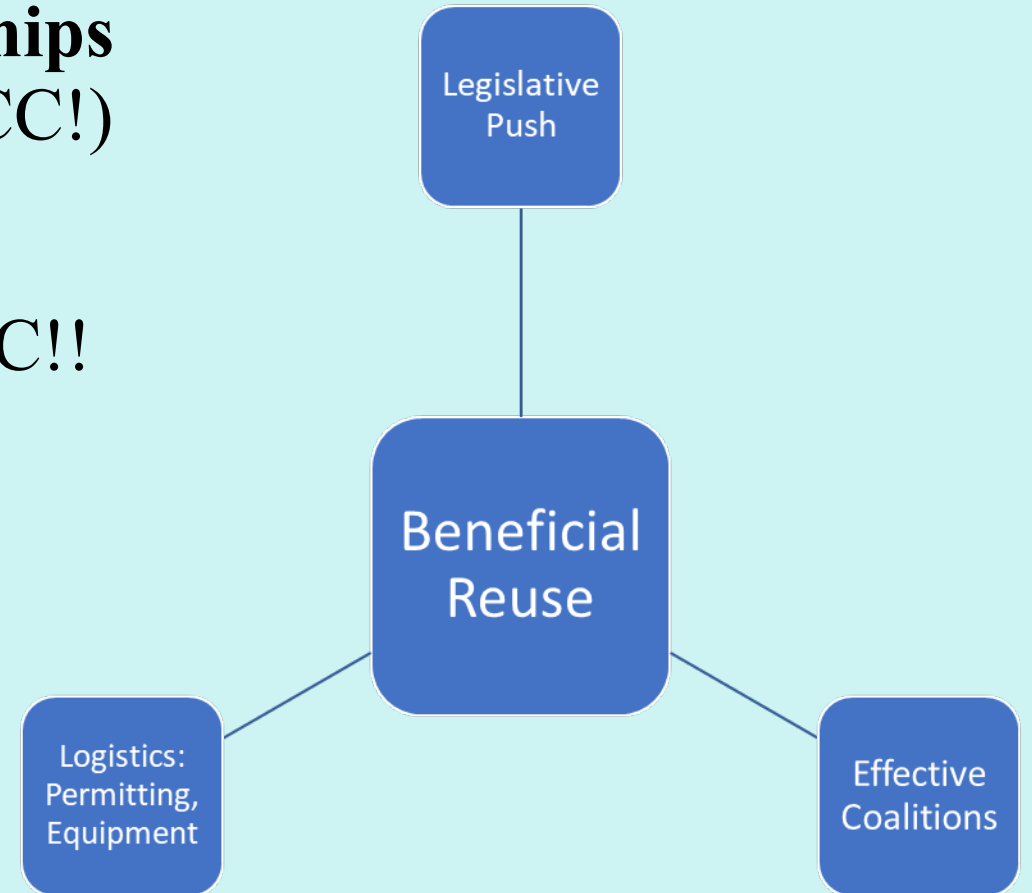 hips
CC!)
C!!
Legislative
Push
Beneficial
Reuse
Logistics:
Permitting,
Equipment
Effective
Coalitions